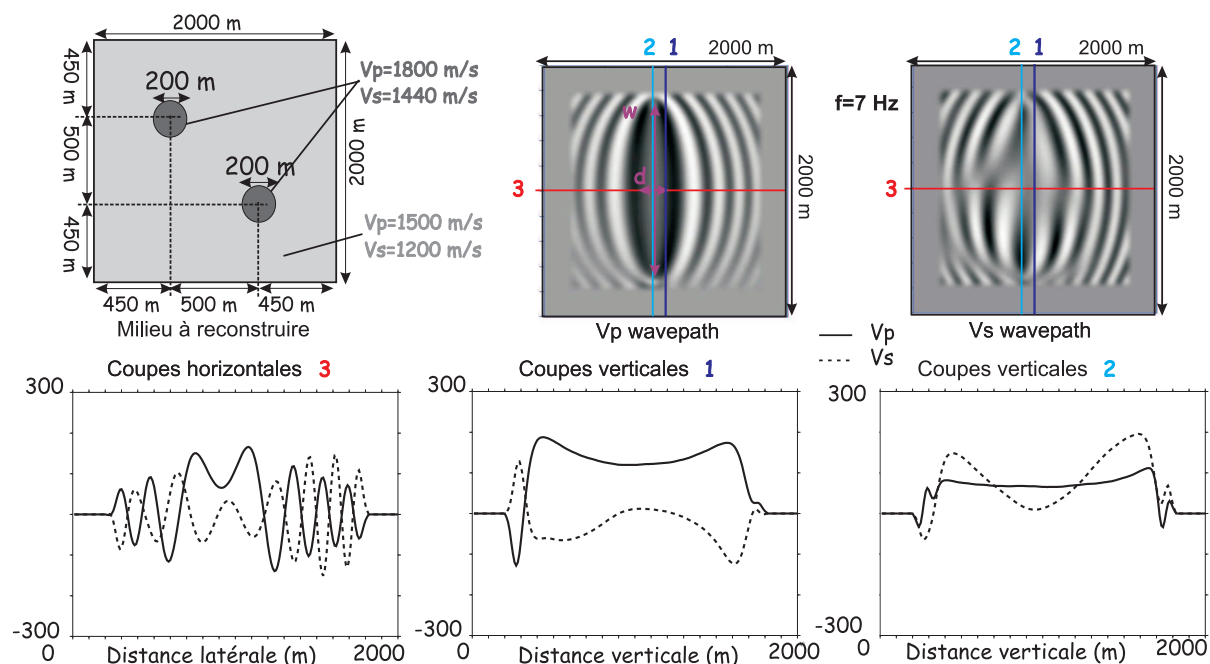 2000 m
450 m
500 m
450 m
200 m
200 m
Vp=1800 m/s
Vs=1440 m/s
2000 m
Vp=1500 m/s
Vs=1200 m/s
450 m
500 m
450 m
Milieu à reconstruire
2 1
2000 m
w
d
3
2000 m
Vp wavepath
2 1
2000 m
f=7 Hz
3
2000 m
Vs wavepath
Vp
Vs
Coupes horizontales 3
300
-300
0
Distance latérale (m)
2000
Coupes verticales 1
300
-300
0
Distance verticale (m)
2000
Coupes verticales 2
300
-300
0
Distance verticale (m)
2000